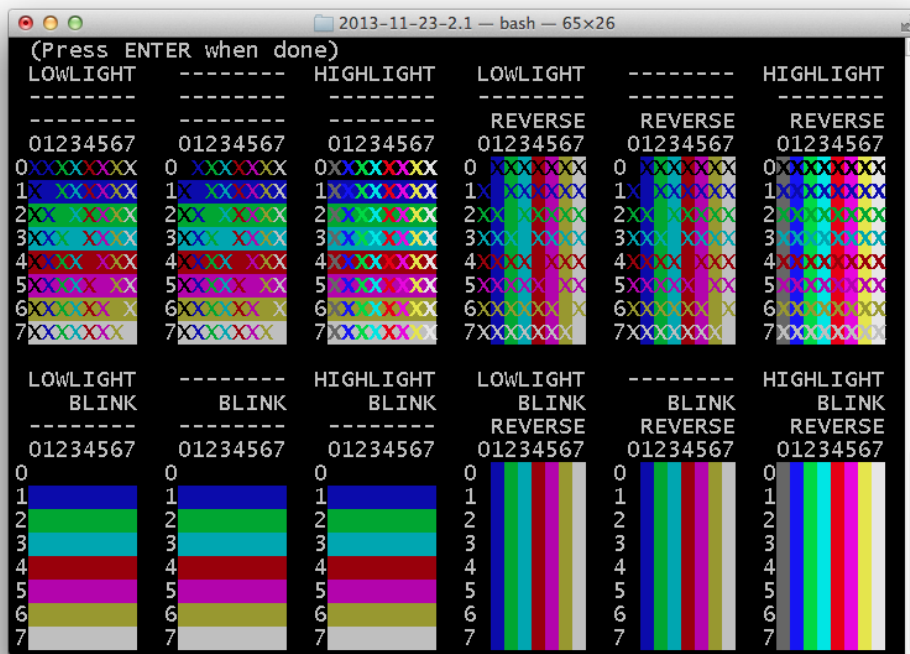 2013-11-23-2.1 — bash — 65×26
(Press ENTER when done)
LOWLIGHT -------- HIGHLIGHT LOWLIGHT -------- HIGHLIGHT
-------- -------- -------- -------- -------- --------
-------- -------- -------- REVERSE REVERSE REVERSE
01234567 01234567 01234567 01234567 01234567 01234567
0 XXXXXXX 0 XXXXXXX 0XXXXXXXX 0 XXXXXXX 0 XXXXXXX 0XXXXXXXX
1X XXXXXX 1X XXXXXX 1XXXXXXXX 1X XXXXXX 1X XXXXXX 1XXXXXXXX
2XX XXXXX 2XX XXXXX 2XXXXXXXX 2XX XXXXX 2XX XXXXX 2XXXXXXXX
3XXX XXXX 3XXX XXXX 3XXXXXXXX 3XXX XXXX 3XXX XXXX 3XXXXXXXX
4XXXX XXX 4XXXX XXX 4XXXXXXXX 4XXXX XXX 4XXXX XXX 4XXXXXXXX
5XXXXX XX 5XXXXX XX 5XXXXXXXX 5XXXXX XX 5XXXXX XX 5XXXXXXXX
6XXXXXX X 6XXXXXX X 6XXXXXXXX 6XXXXXX X 6XXXXXX X 6XXXXXXXX
7XXXXXXX 7XXXXXXX 7XXXXXXXX 7XXXXXXX 7XXXXXXX 7XXXXXXXX
LOWLIGHT -------- HIGHLIGHT LOWLIGHT -------- HIGHLIGHT
BLINK BLINK BLINK BLINK BLINK BLINK
-------- -------- -------- REVERSE REVERSE REVERSE
01234567 01234567 01234567 01234567 01234567 01234567
0 0 0 0 0 0
1 1 1 1 1 1
2 2 2 2 2 2
3 3 3 3 3 3
4 4 4 4 4 4
5 5 5 5 5 5
6 6 6 6 6 6
7 7 7 7 7 7